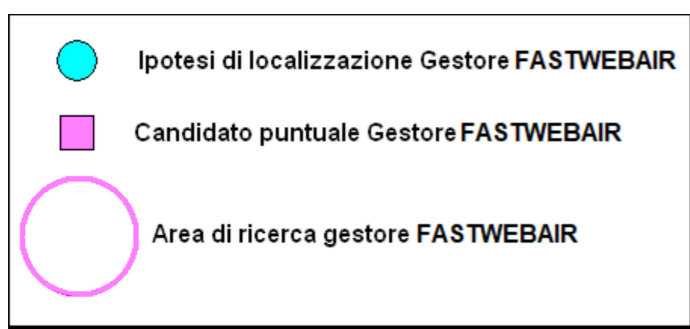 Ipotesi di localizzazione Gestore FASTWEBAIR
Candidato puntuale Gestore FASTWEBAIR
Area di ricerca gestore FASTWEBAIR